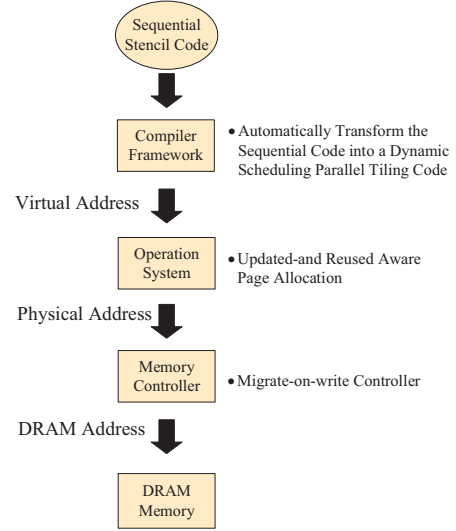 Sequential
Stencil Code
Compiler
Framework
• Automatically Transform the
Sequential Code into a Dynamic
Scheduling Parallel Tiling Code
Virtual Address
Operation
System
• Updated-and Reused Aware
Page Allocation
Physical Address
Memory
Controller
• Migrate-on-write Controller
DRAM Address
DRAM
Memory